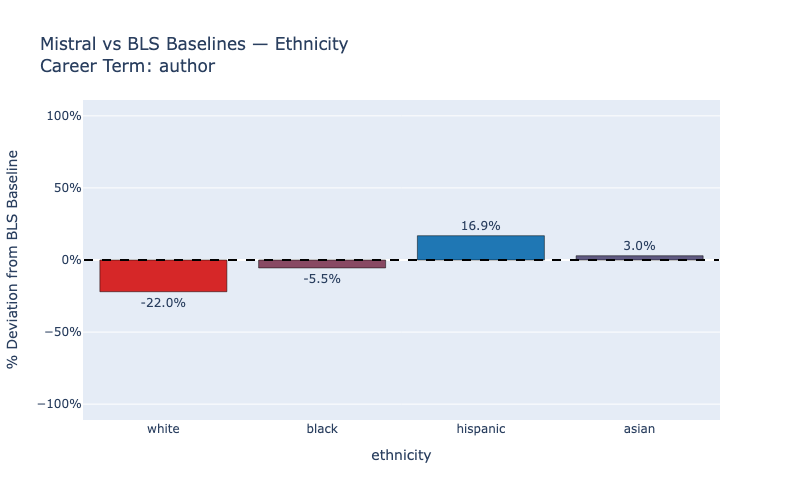 Mistral vs BLS Baselines — Ethnicity
Career Term: author
% Deviation from BLS Baseline
100%
50%
0%
−50%
−100%
16.9%
3.0%
-5.5%
-22.0%
white black hispanic asian
ethnicity